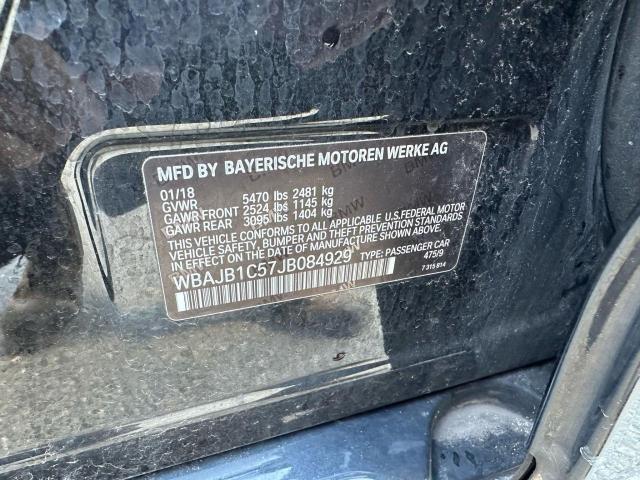 MFD BY BAYERISCHE MOTOREN WERKE AG
01/18
GVWR 5470 lbs 2481 kg
GAWR FRONT 2524 lbs 1145 kg
GAWR REAR 3095 lbs 1404 kg
THIS VEHICLE CONFORMS TO ALL APPLICABLE U.S.FEDERAL MOTOR
VEHICLE SAFETY, BUMPER AND THEFT PREVENTION STANDARDS
IN EFFECT ON THE DATE OF MANUFACTURE SHOWN ABOVE.
WBAJB1C57JB084929 TYPE: PASSENGER CAR
475/9
7 315 914